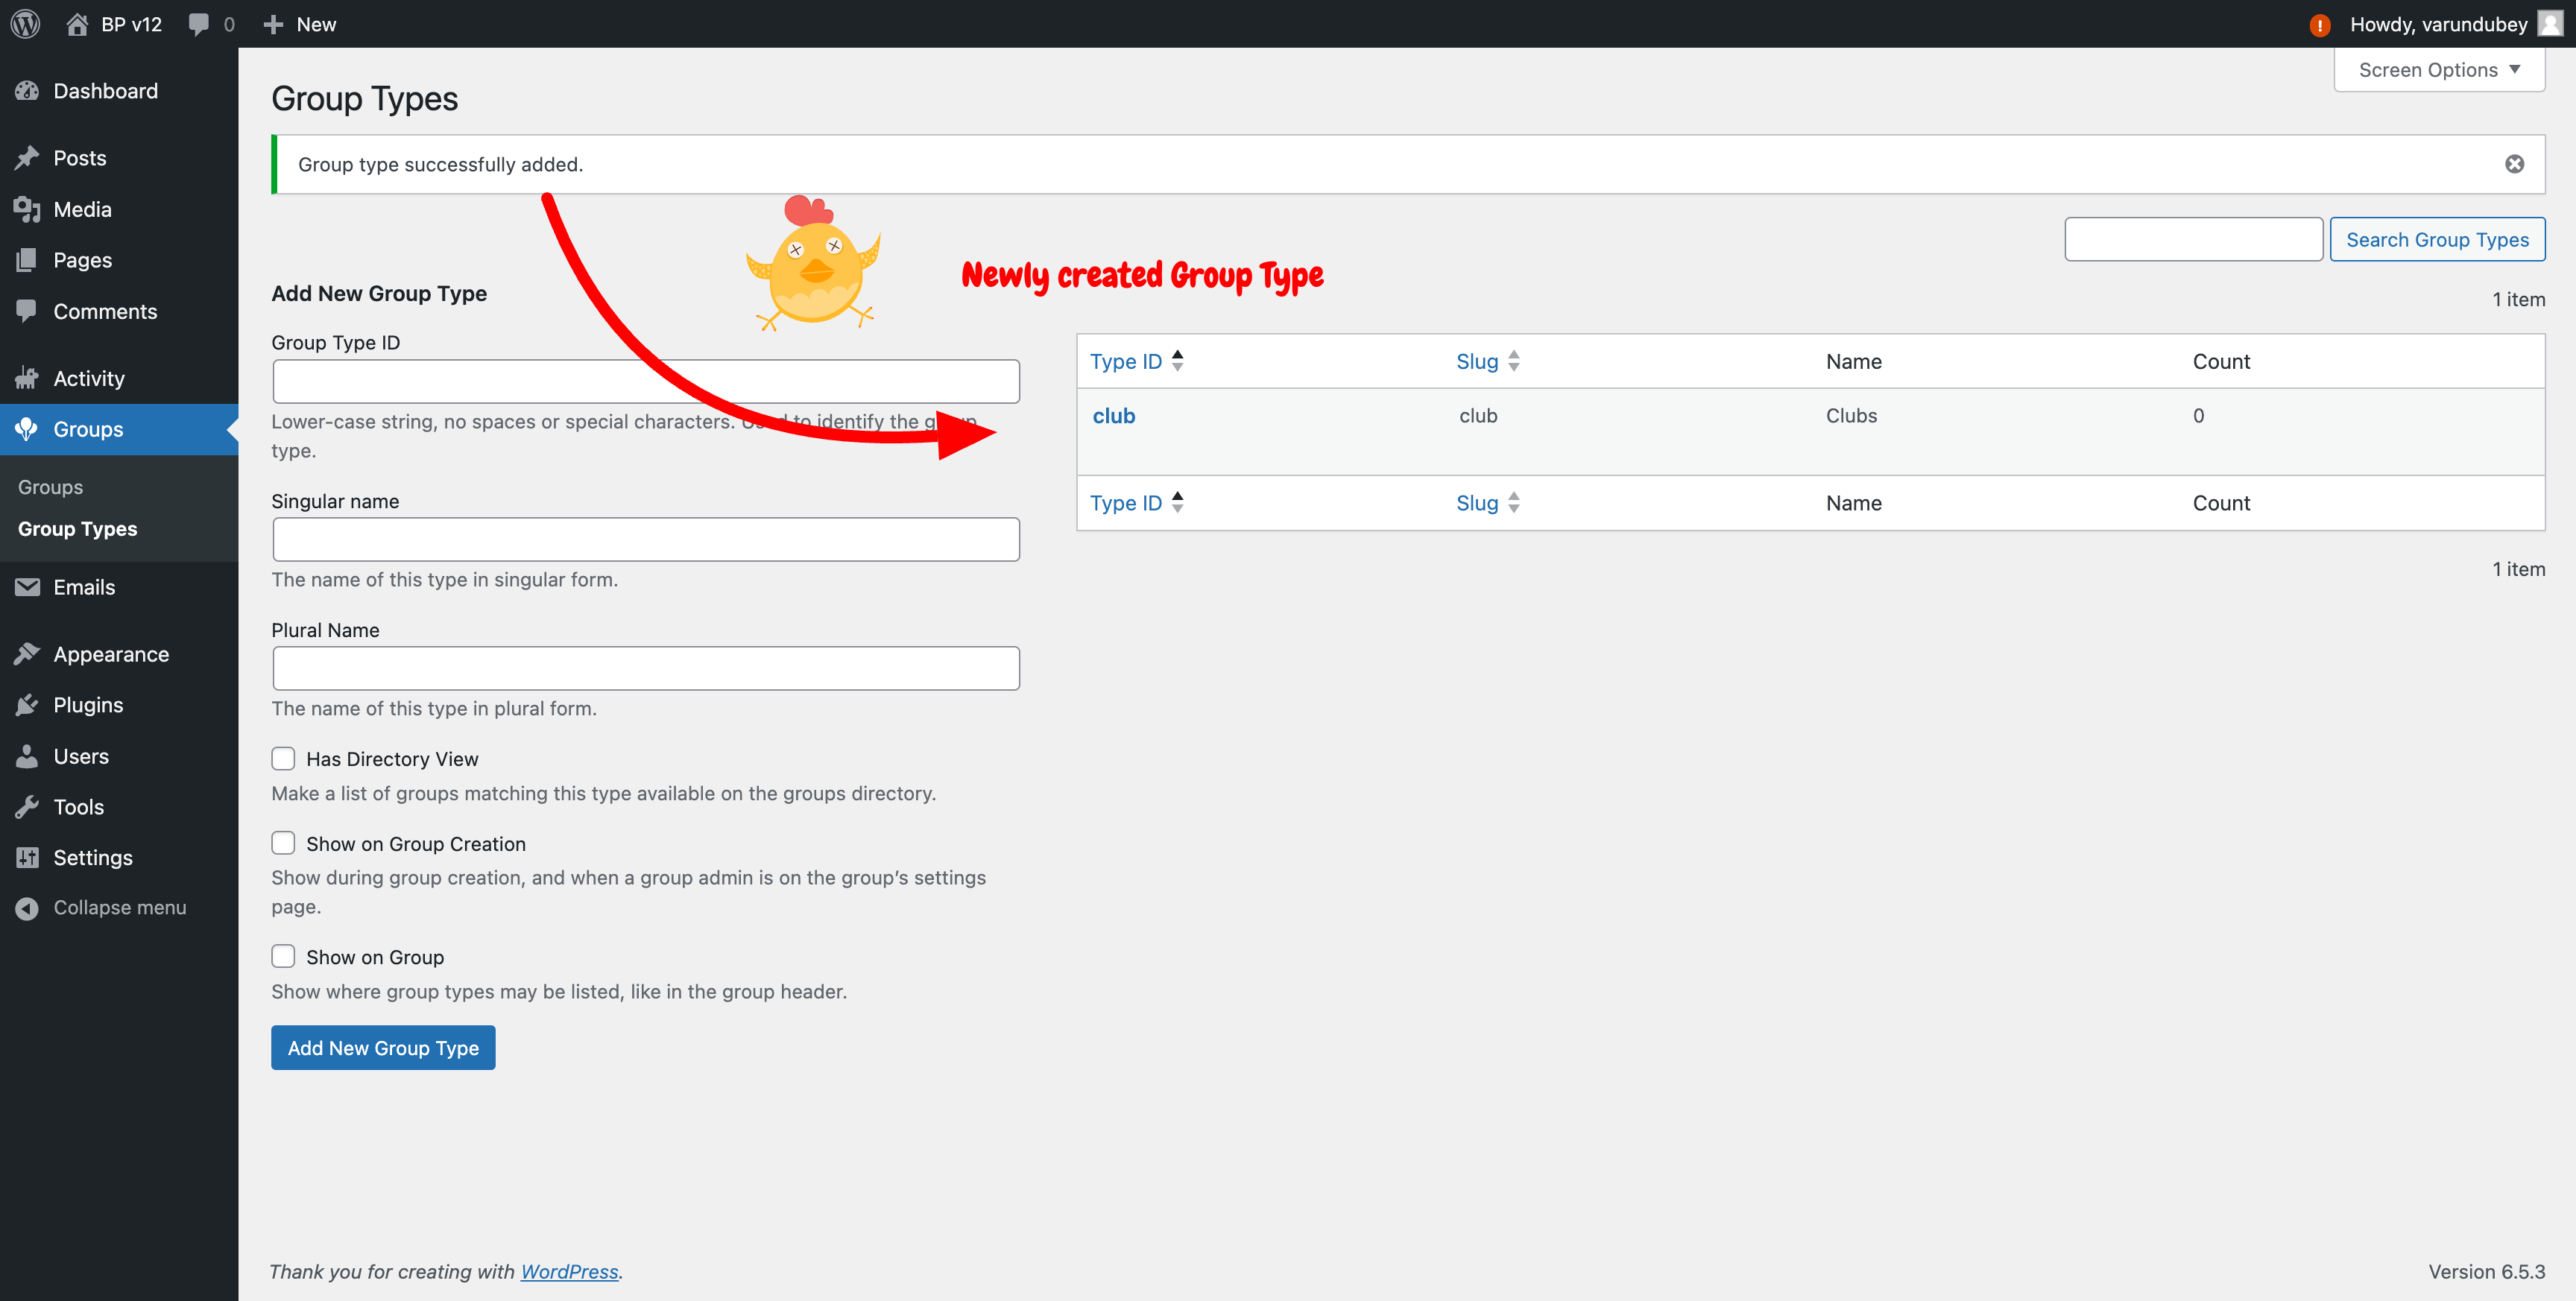 BP v12
0
New
Howdy, varundubey
Screen Options
Dashboard
Posts
Media
Pages
Comments
Activity
Groups
Groups
Group Types
Emails
Appearance
Plugins
Users
Tools
Settings
Collapse menu
Group Types
Group type successfully added.
Search Group Types
Newly created Group Type
1 item
Add New Group Type
Group Type ID
Lower-case string, no spaces or special characters. Used to identify the group
type.
Singular name
The name of this type in singular form.
Plural Name
The name of this type in plural form.
Has Directory View
Make a list of groups matching this type available on the groups directory.
Show on Group Creation
Show during group creation, and when a group admin is on the group’s settings
page.
Show on Group
Show where group types may be listed, like in the group header.
Add New Group Type
Type ID Slug Name Count
club club Clubs 0
Type ID Slug Name Count
1 item
Thank you for creating with WordPress.
Version 6.5.3